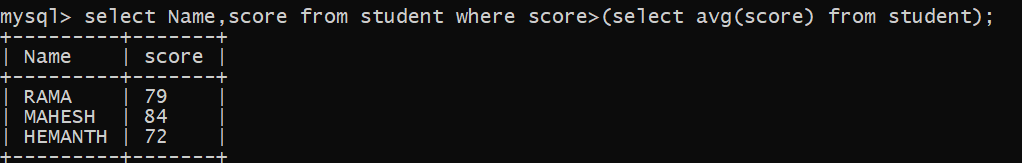 mysql> select Name,score from student where score>(select avg(score) from student);
+---------+-------+
| Name    | score |
+---------+-------+
| RAMA    | 79    |
| MAHESH  | 84    |
| HEMANTH | 72    |
+---------+-------+